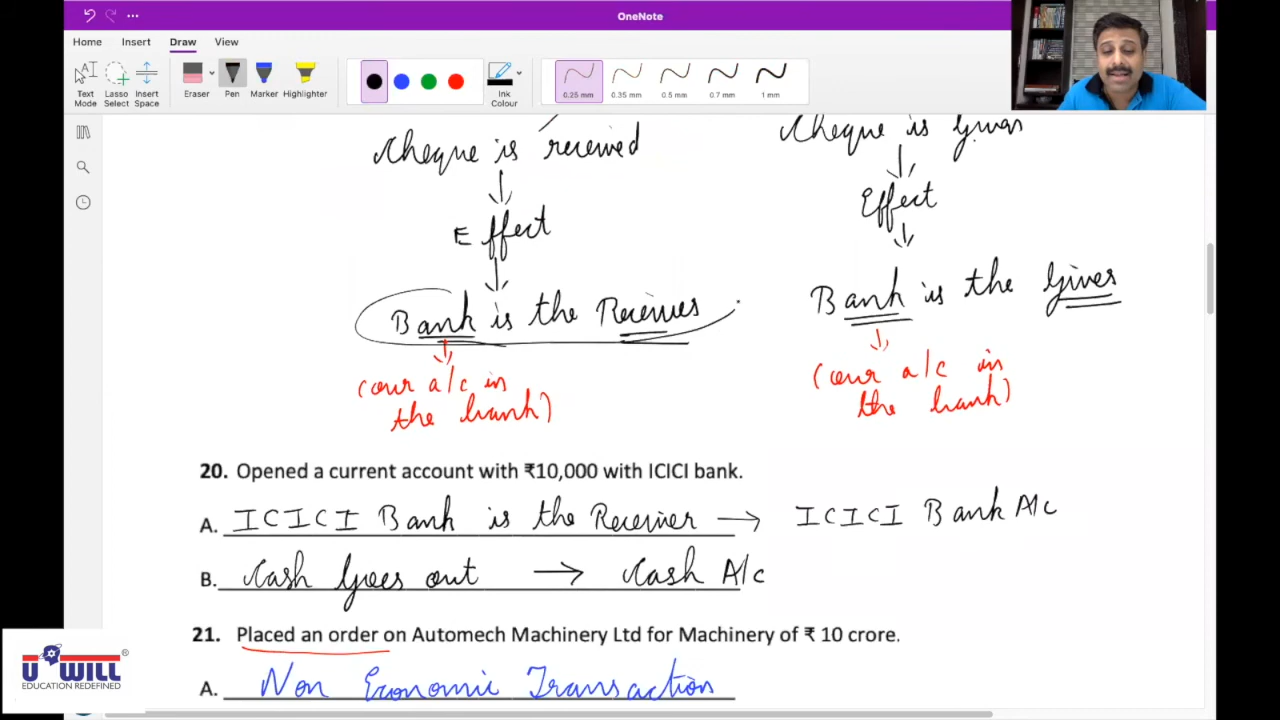 OneNote
Home Insert Draw View
Text Mode
Lasso Select
Insert Space
Eraser
Pen
Marker
Highlighter
Ink Colour
0.25 mm
0.35 mm
0.5 mm
0.7 mm
1 mm
Cheque is received
Cheque is Given
Effect
Effect
Bank is the Receiver
Bank is the Giver
(our a/c in the bank)
(our a/c in the bank)
20. Opened a current account with ₹10,000 with ICICI bank.
A. ICICI Bank is the Receiver → ICICI Bank A/c
B. Cash Goes out → Cash A/c
21. Placed an order on Automech Machinery Ltd for Machinery of ₹ 10 crore.
A. Non Economic Transaction
U WILL
EDUCATION REDEFINED